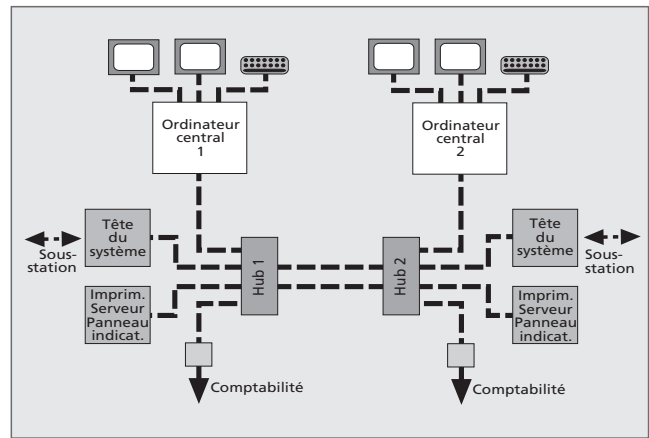 Ordinateur
central
1
Ordinateur
central
2
Tête
du
système
Sous-
station
Imprim.
Serveur
Panneau
indicat.
Hub 1
Hub 2
Tête
du
système
Sous-
station
Imprim.
Serveur
Panneau
indicat.
Comptabilité
Comptabilité